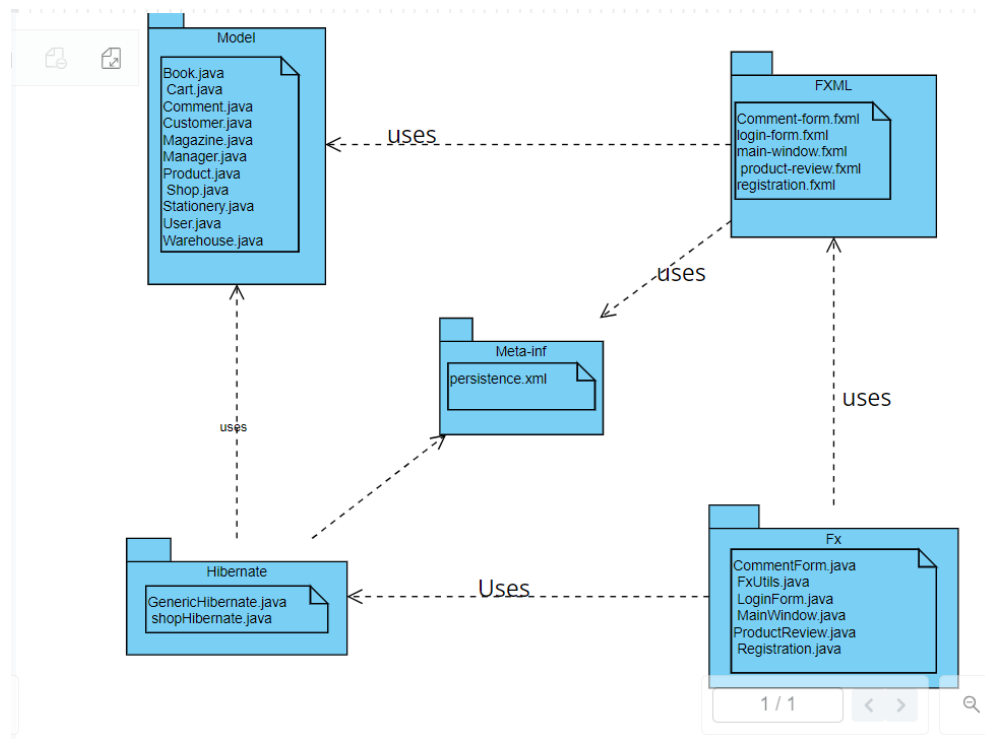 Model
Book.java
Cart.java
Comment.java
Customer.java
Magazine.java
Manager.java
Product.java
Shop.java
Stationery.java
User.java
Warehouse.java
uses
FXML
Comment-form.fxml
login-form.fxml
main-window.fxml
product-review.fxml
registration.fxml
uses
Meta-inf
persistence.xml
uses
uses
Hibernate
GenericHibernate.java
shopHibernate.java
Uses
Fx
CommentForm.java
FxUtils.java
LoginForm.java
MainWindow.java
ProductReview.java
Registration.java
1 / 1